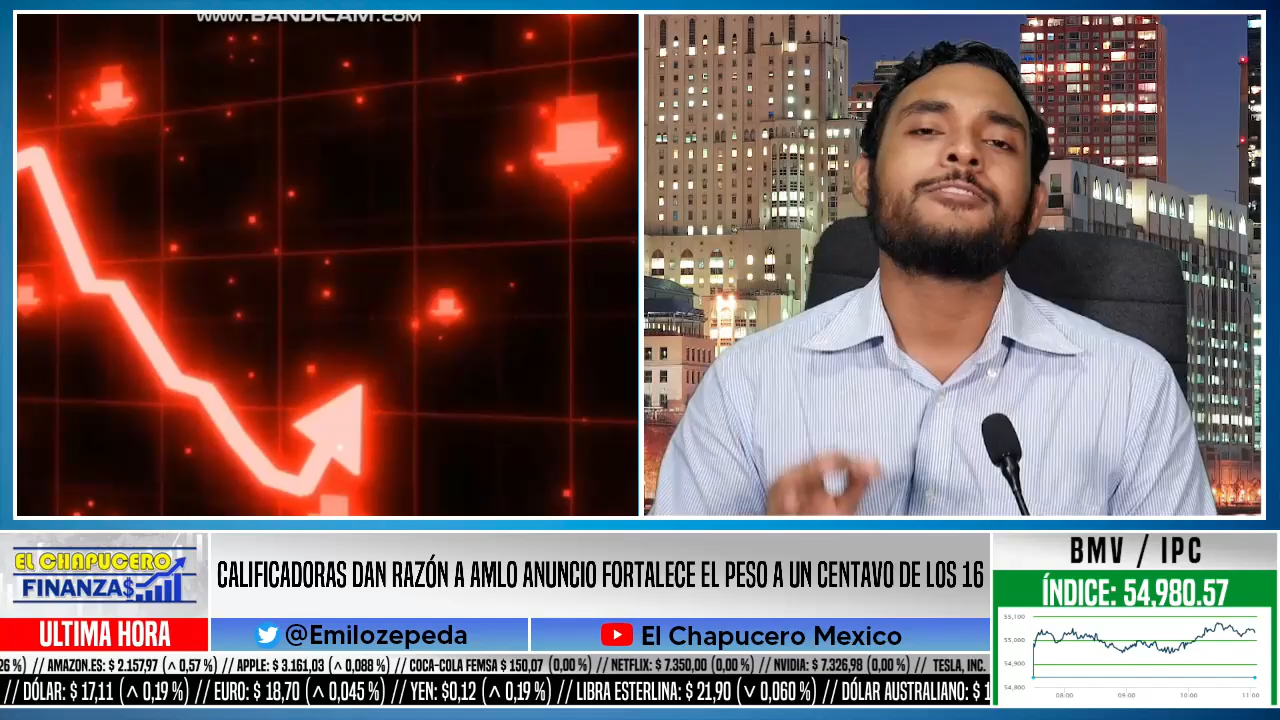 WWW.BANDICAM.COM
EL CHAPUCERO
FINANZA$
CALIFICADORAS DAN RAZÓN A AMLO ANUNCIO FORTALECE EL PESO A UN CENTAVO DE LOS 16
BMV / IPC
ÍNDICE: 54,980.57
55,100
55,000
54,900
54,800
08:00 09:00 10:00 11:00
ULTIMA HORA
@Emilozepeda
El Chapucero Mexico
26 %) // AMAZON.ES: $ 2.157,97 (^ 0,57 %) // APPLE: $ 3.161,03 (^ 0,088 %) // COCA-COLA FEMSA $ 150,07 (0,00 %) // NETFLIX: $ 7.350,00 (0,00 %) // NVIDIA: $ 7.326,98 (0,00 %) // TESLA, INC.
// DÓLAR: $ 17,11 (^ 0,19 %) // EURO: $ 18,70 (^ 0,045 %) // YEN: $0,12 (^ 0,19 %) // LIBRA ESTERLINA: $ 21,90 (v 0,060 %) // DÓLAR AUSTRALIANO: $ 1